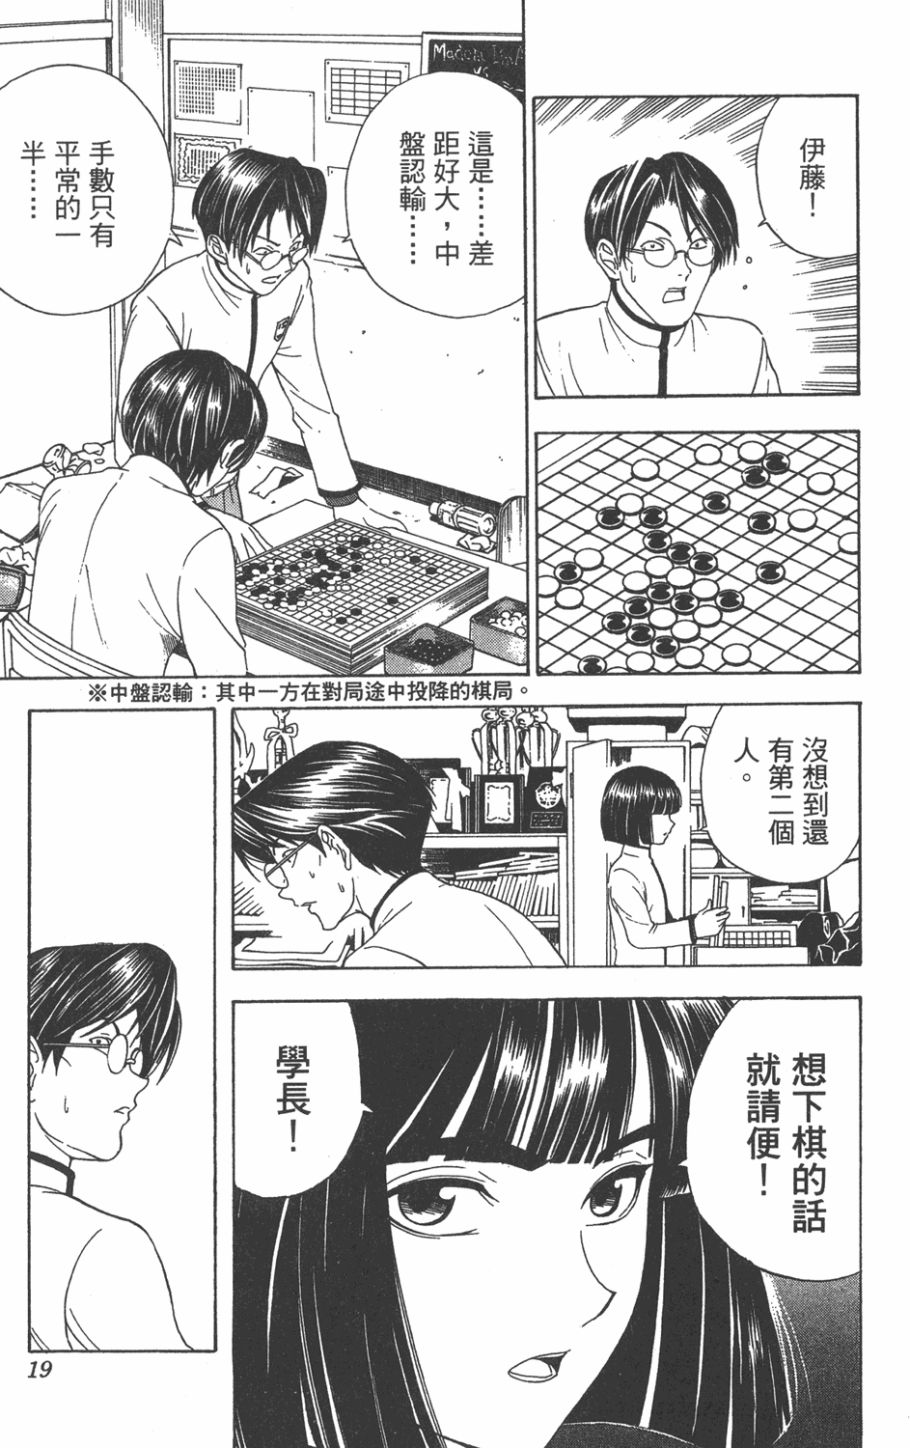 伊藤！
這是……差
距好大，中
盤認輸……
手數只有
平常的一
半……
※中盤認輸：其中一方在對局途中投降的棋局。
沒想到還
有第二個
人。
想下棋的話
就請便！
學長！
19